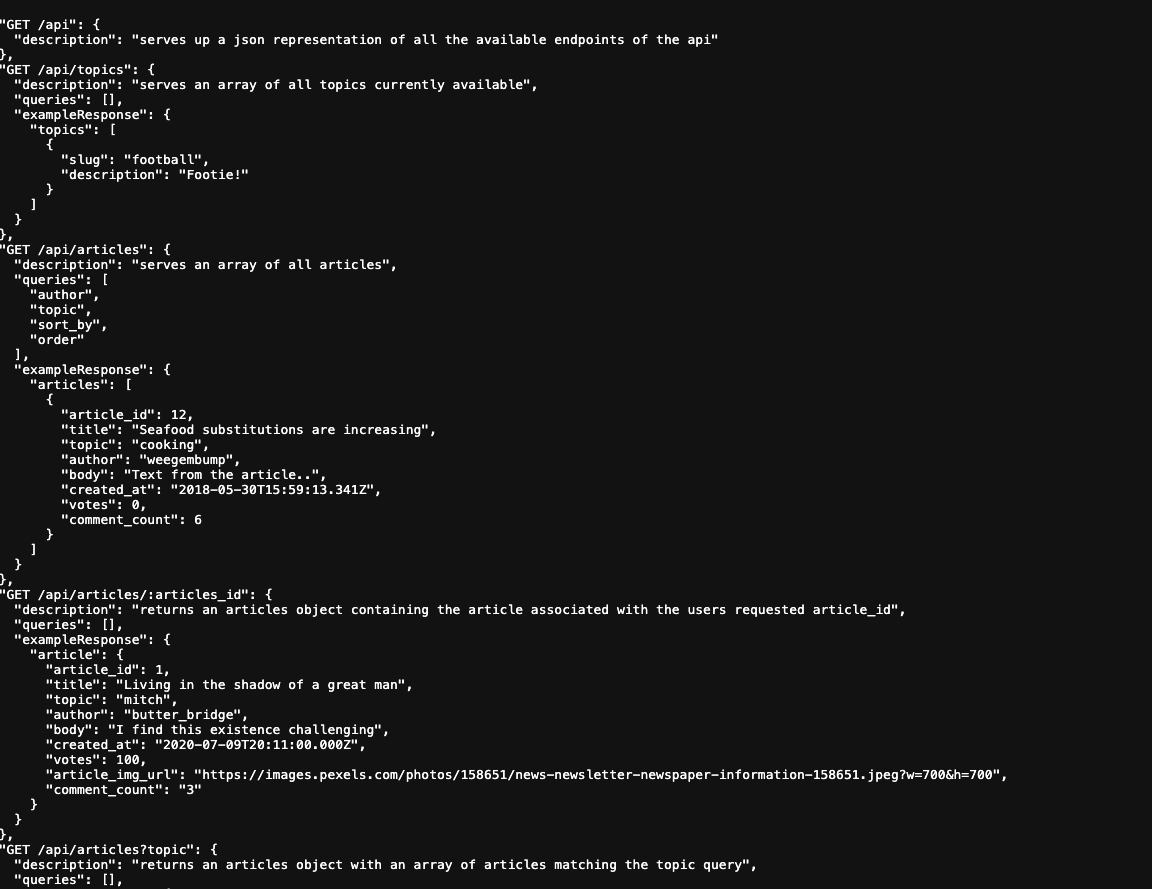 "GET /api": {
  "description": "serves up a json representation of all the available endpoints of the api"
},
"GET /api/topics": {
  "description": "serves an array of all topics currently available",
  "queries": [],
  "exampleResponse": {
    "topics": [
      {
        "slug": "football",
        "description": "Footie!"
      }
    ]
  }
},
"GET /api/articles": {
  "description": "serves an array of all articles",
  "queries": [
    "author",
    "topic",
    "sort_by",
    "order"
  ],
  "exampleResponse": {
    "articles": [
      {
        "article_id": 12,
        "title": "Seafood substitutions are increasing",
        "topic": "cooking",
        "author": "weegembump",
        "body": "Text from the article..",
        "created_at": "2018-05-30T15:59:13.341Z",
        "votes": 0,
        "comment_count": 6
      }
    ]
  }
},
"GET /api/articles/:articles_id": {
  "description": "returns an articles object containing the article associated with the users requested article_id",
  "queries": [],
  "exampleResponse": {
    "article": {
      "article_id": 1,
      "title": "Living in the shadow of a great man",
      "topic": "mitch",
      "author": "butter_bridge",
      "body": "I find this existence challenging",
      "created_at": "2020-07-09T20:11:00.000Z",
      "votes": 100,
      "article_img_url": "https://images.pexels.com/photos/158651/news-newsletter-newspaper-information-158651.jpeg?w=700&h=700",
      "comment_count": "3"
    }
  }
},
"GET /api/articles?topic": {
  "description": "returns an articles object with an array of articles matching the topic query",
  "queries": [],